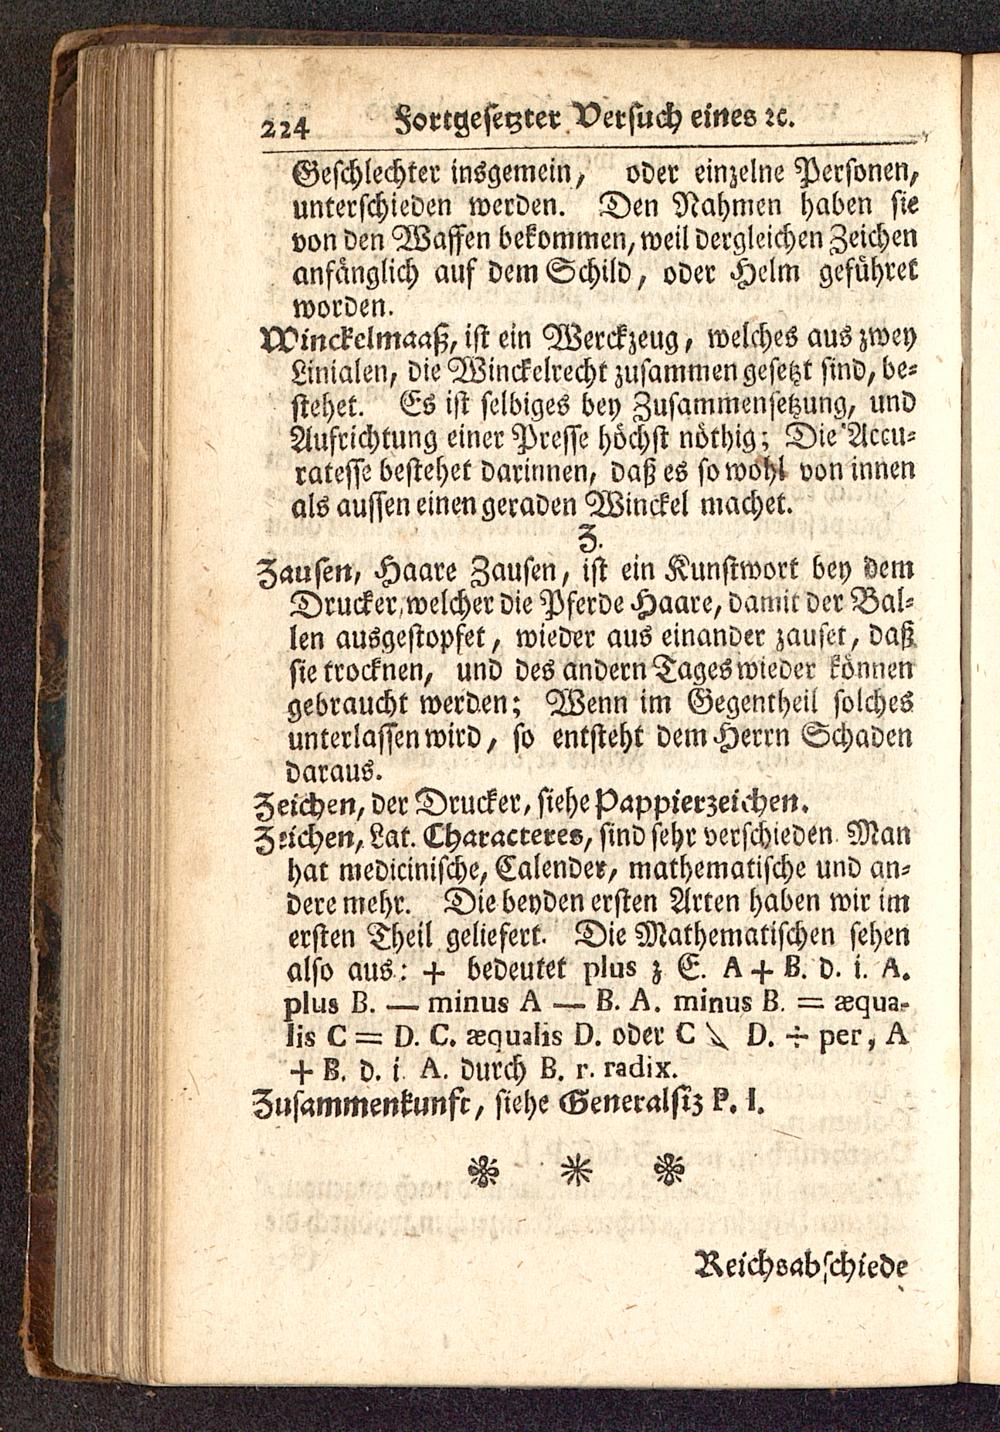 224 Fortgesetzter Versuch eines ꝛc.
Geschlechter insgemein, oder einzelne Personen,
unterschieden werden. Den Nahmen haben sie
von den Waffen bekommen, weil dergleichen Zeichen
anfänglich auf dem Schild, oder Helm geführet
worden.
Winckelmaaß, ist ein Werckzeug, welches aus zwey
Linialen, die Winckelrecht zusammen gesetzt sind, be-
stehet. Es ist selbiges bey Zusammensetzung, und
Aufrichtung einer Presse höchst nöthig; Die Accu-
ratesse bestehet darinnen, daß es so wohl von innen
als aussen einen geraden Winckel machet.
Z.
Zausen, Haare Zausen, ist ein Kunstwort bey dem
Drucker, welcher die Pferde Haare, damit der Bal-
len ausgestopfet, wieder aus einander zauset, daß
sie trocknen, und des andern Tages wieder können
gebraucht werden; Wenn im Gegentheil solches
unterlassen wird, so entsteht dem Herrn Schaden
daraus.
Zeichen, der Drucker, siehe Pappierzeichen.
Zeichen, Lat. Characteres, sind sehr verschieden. Man
hat medicinische, Calender, mathematische und an-
dere mehr. Die beyden ersten Arten haben wir im
ersten Theil geliefert. Die Mathematischen sehen
also aus: + bedeutet plus z E. A + B. d. i. A.
plus B. — minus A — B. A. minus B. = æqua-
lis C = D. C. æqualis D. oder C \ D. ÷ per, A
+ B. d. i. A. durch B. r. radix.
Zusammenkunft, siehe Generalsiz P. I.
Reichsabschiede